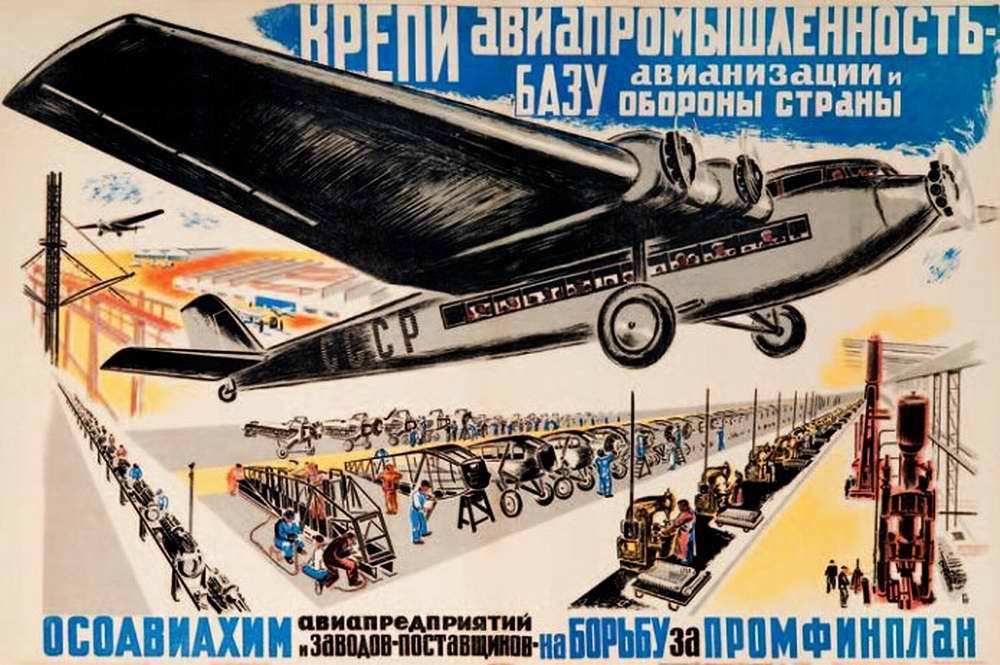 КРЕПИ авиапромышленность-
БАЗУ авианизации и
обороны страны
СССР
ОСОАВИАХИМ авиапредприятий
и заводов-поставщиков-на БОРЬБУ за ПРОМФИНПЛАН